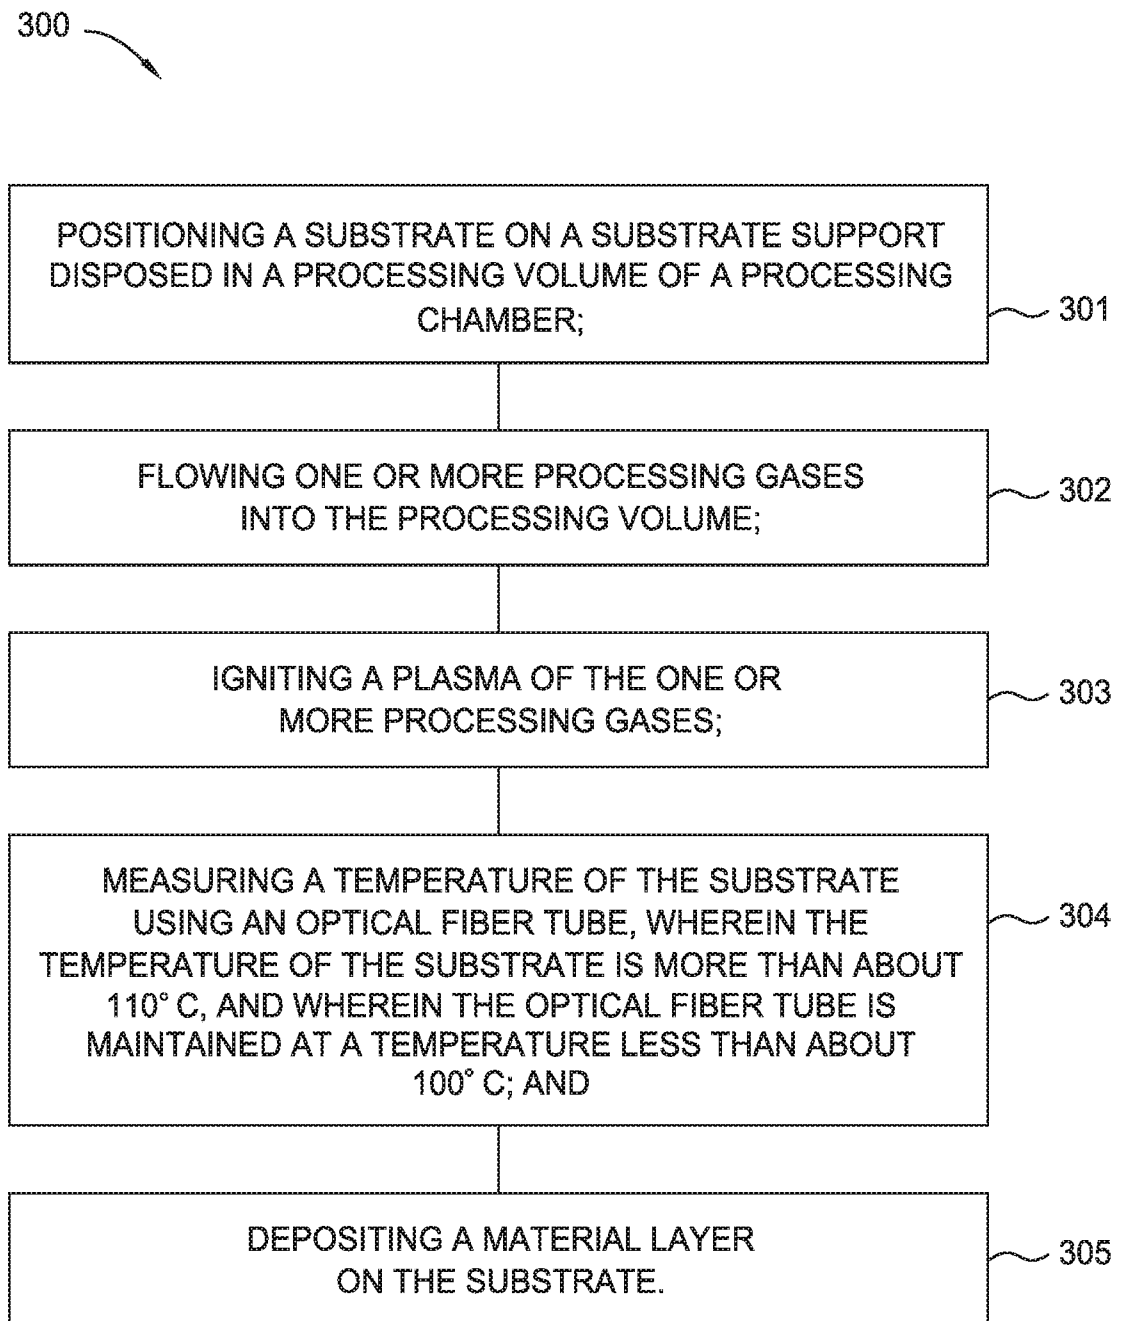 300
POSITIONING A SUBSTRATE ON A SUBSTRATE SUPPORT
DISPOSED IN A PROCESSING VOLUME OF A PROCESSING
CHAMBER;
301
FLOWING ONE OR MORE PROCESSING GASES
INTO THE PROCESSING VOLUME;
302
IGNITING A PLASMA OF THE ONE OR
MORE PROCESSING GASES;
303
MEASURING A TEMPERATURE OF THE SUBSTRATE
USING AN OPTICAL FIBER TUBE, WHEREIN THE
TEMPERATURE OF THE SUBSTRATE IS MORE THAN ABOUT
110° C, AND WHEREIN THE OPTICAL FIBER TUBE IS
MAINTAINED AT A TEMPERATURE LESS THAN ABOUT
100° C; AND
304
DEPOSITING A MATERIAL LAYER
ON THE SUBSTRATE.
305